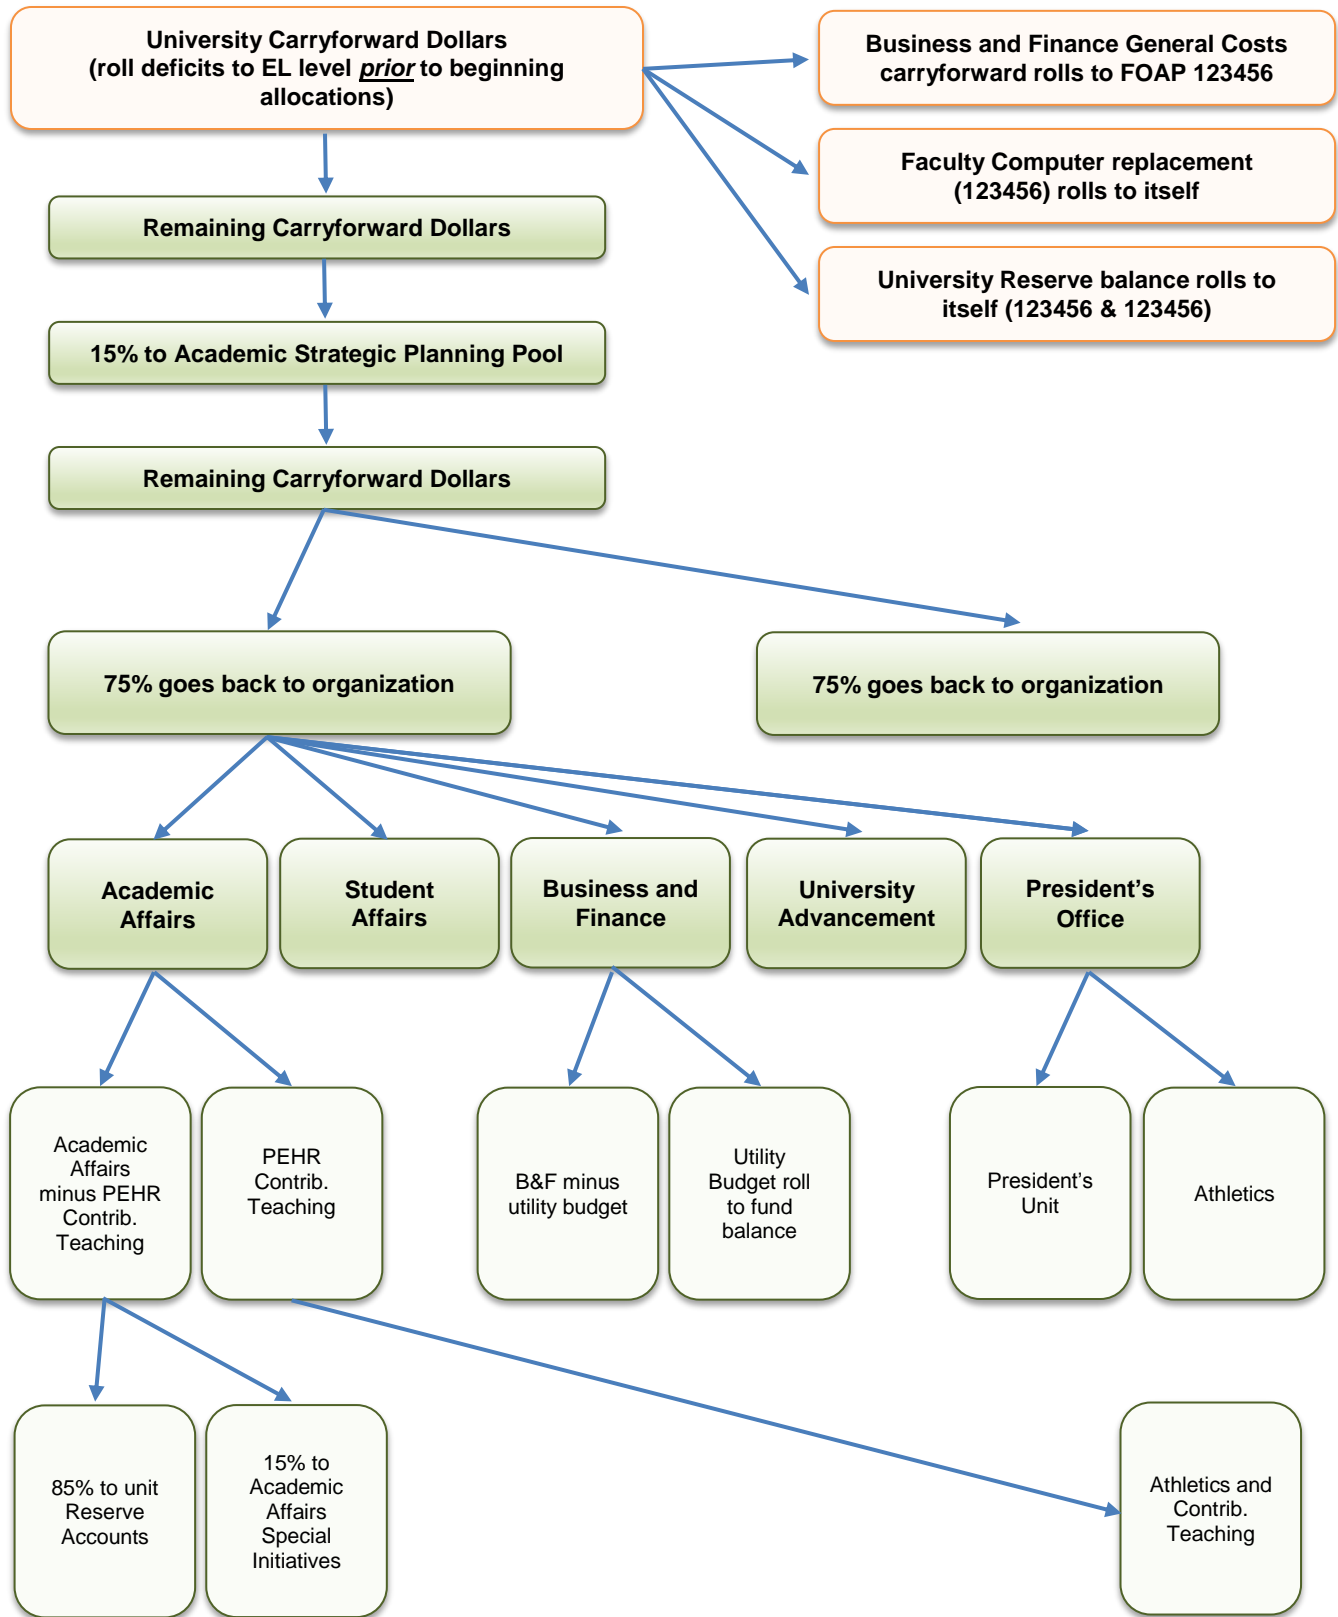 University Carryforward Dollars
(roll deficits to EL level prior to beginning
allocations)
Business and Finance General Costs
carryforward rolls to FOAP 123456
Faculty Computer replacement
(123456) rolls to itself
University Reserve balance rolls to
itself (123456 & 123456)
Remaining Carryforward Dollars
15% to Academic Strategic Planning Pool
Remaining Carryforward Dollars
75% goes back to organization
75% goes back to organization
Academic
Affairs
Student
Affairs
Business and
Finance
University
Advancement
President’s
Office
Academic
Affairs
minus PEHR
Contrib.
Teaching
PEHR
Contrib.
Teaching
B&F minus
utility budget
Utility
Budget roll
to fund
balance
President’s
Unit
Athletics
85% to unit
Reserve
Accounts
15% to
Academic
Affairs
Special
Initiatives
Athletics and
Contrib.
Teaching